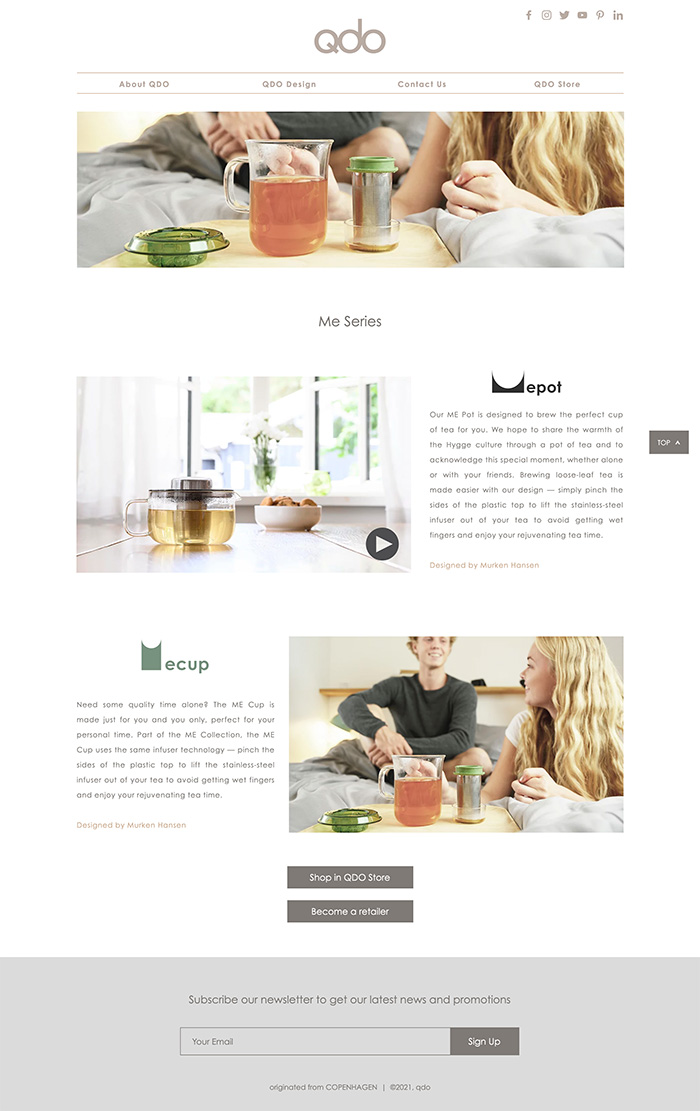 qdo
About QDO
QDO Design
Contact Us
QDO Store
Me Series
epot
Our ME Pot is designed to brew the perfect cup
of tea for you. We hope to share the warmth of
the Hygge culture through a pot of tea and to
acknowledge this special moment, whether alone
or with your friends. Brewing loose-leaf tea is
made easier with our design — simply pinch the
sides of the plastic top to lift the stainless-steel
infuser out of your tea to avoid getting wet
fingers and enjoy your rejuvenating tea time.
Designed by Murken Hansen
TOP
ecup
Need some quality time alone? The ME Cup is
made just for you and you only, perfect for your
personal time. Part of the ME Collection, the ME
Cup uses the same infuser technology — pinch the
sides of the plastic top to lift the stainless-steel
infuser out of your tea to avoid getting wet fingers
and enjoy your rejuvenating tea time.
Designed by Murken Hansen
Shop in QDO Store
Become a retailer
Subscribe our newsletter to get our latest news and promotions
Your Email
Sign Up
originated from COPENHAGEN | ©2021, qdo